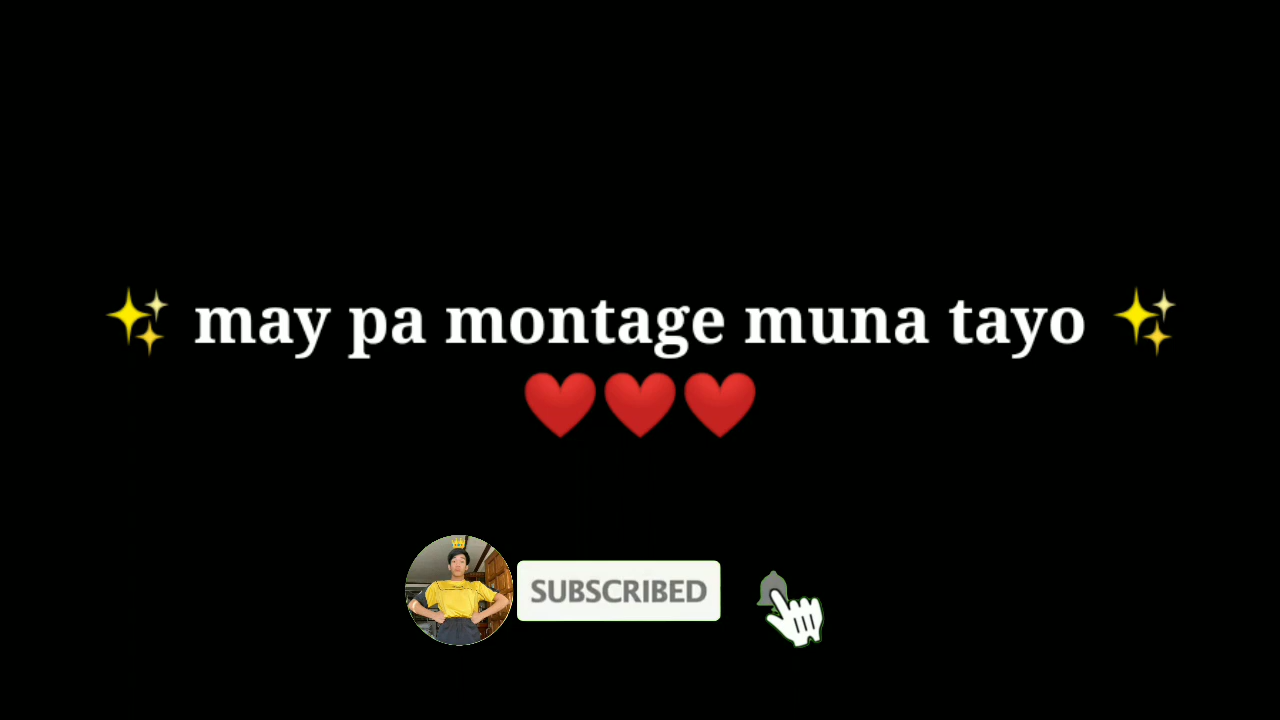 ✨ may pa montage muna tayo ✨
❤️❤️❤️
SUBSCRIBED